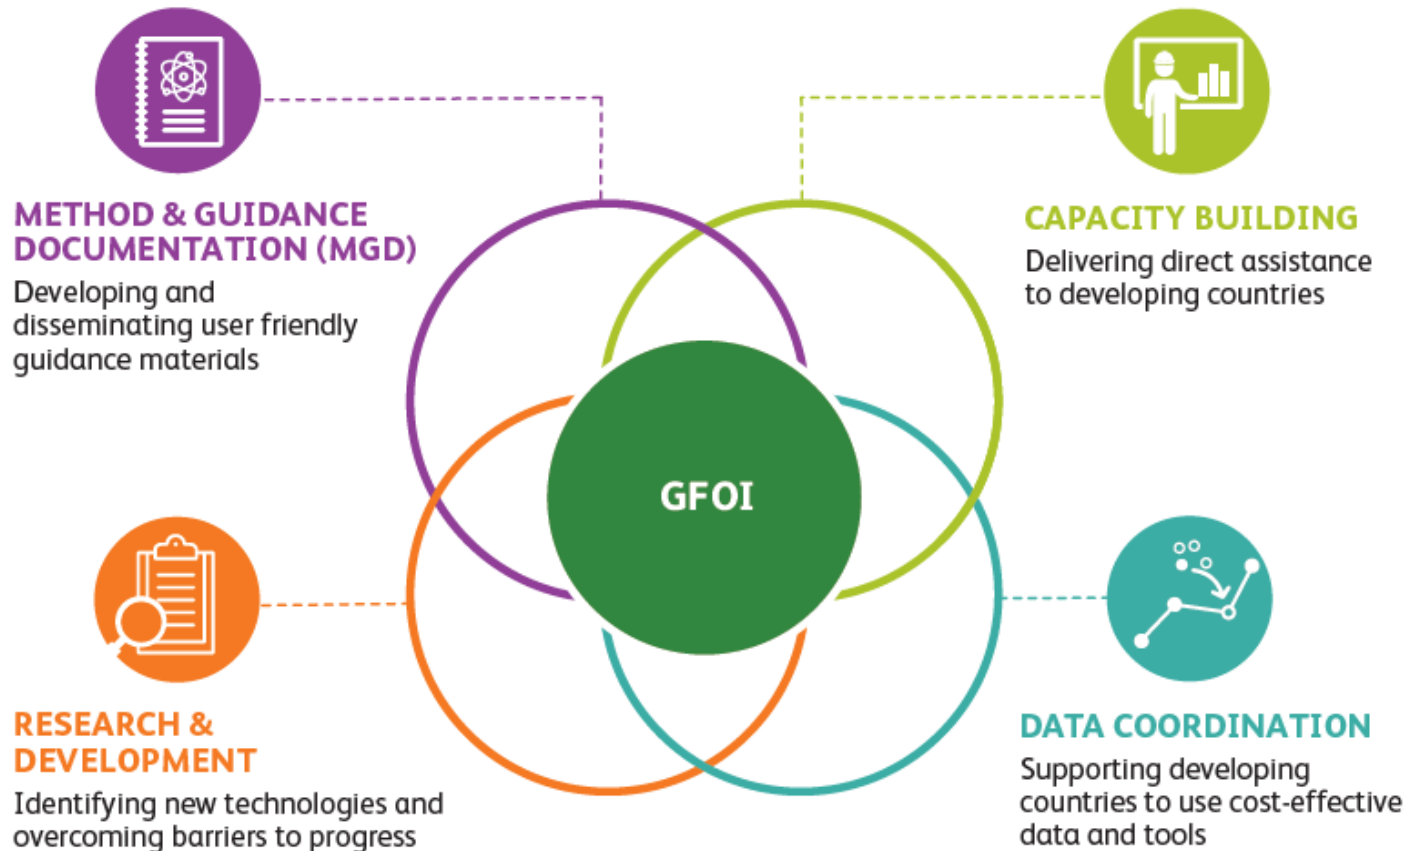 METHOD & GUIDANCE
DOCUMENTATION (MGD)
Developing and
disseminating user friendly
guidance materials
CAPACITY BUILDING
Delivering direct assistance
to developing countries
GFOI
RESEARCH &
DEVELOPMENT
Identifying new technologies and
overcoming barriers to progress
DATA COORDINATION
Supporting developing
countries to use cost-effective
data and tools